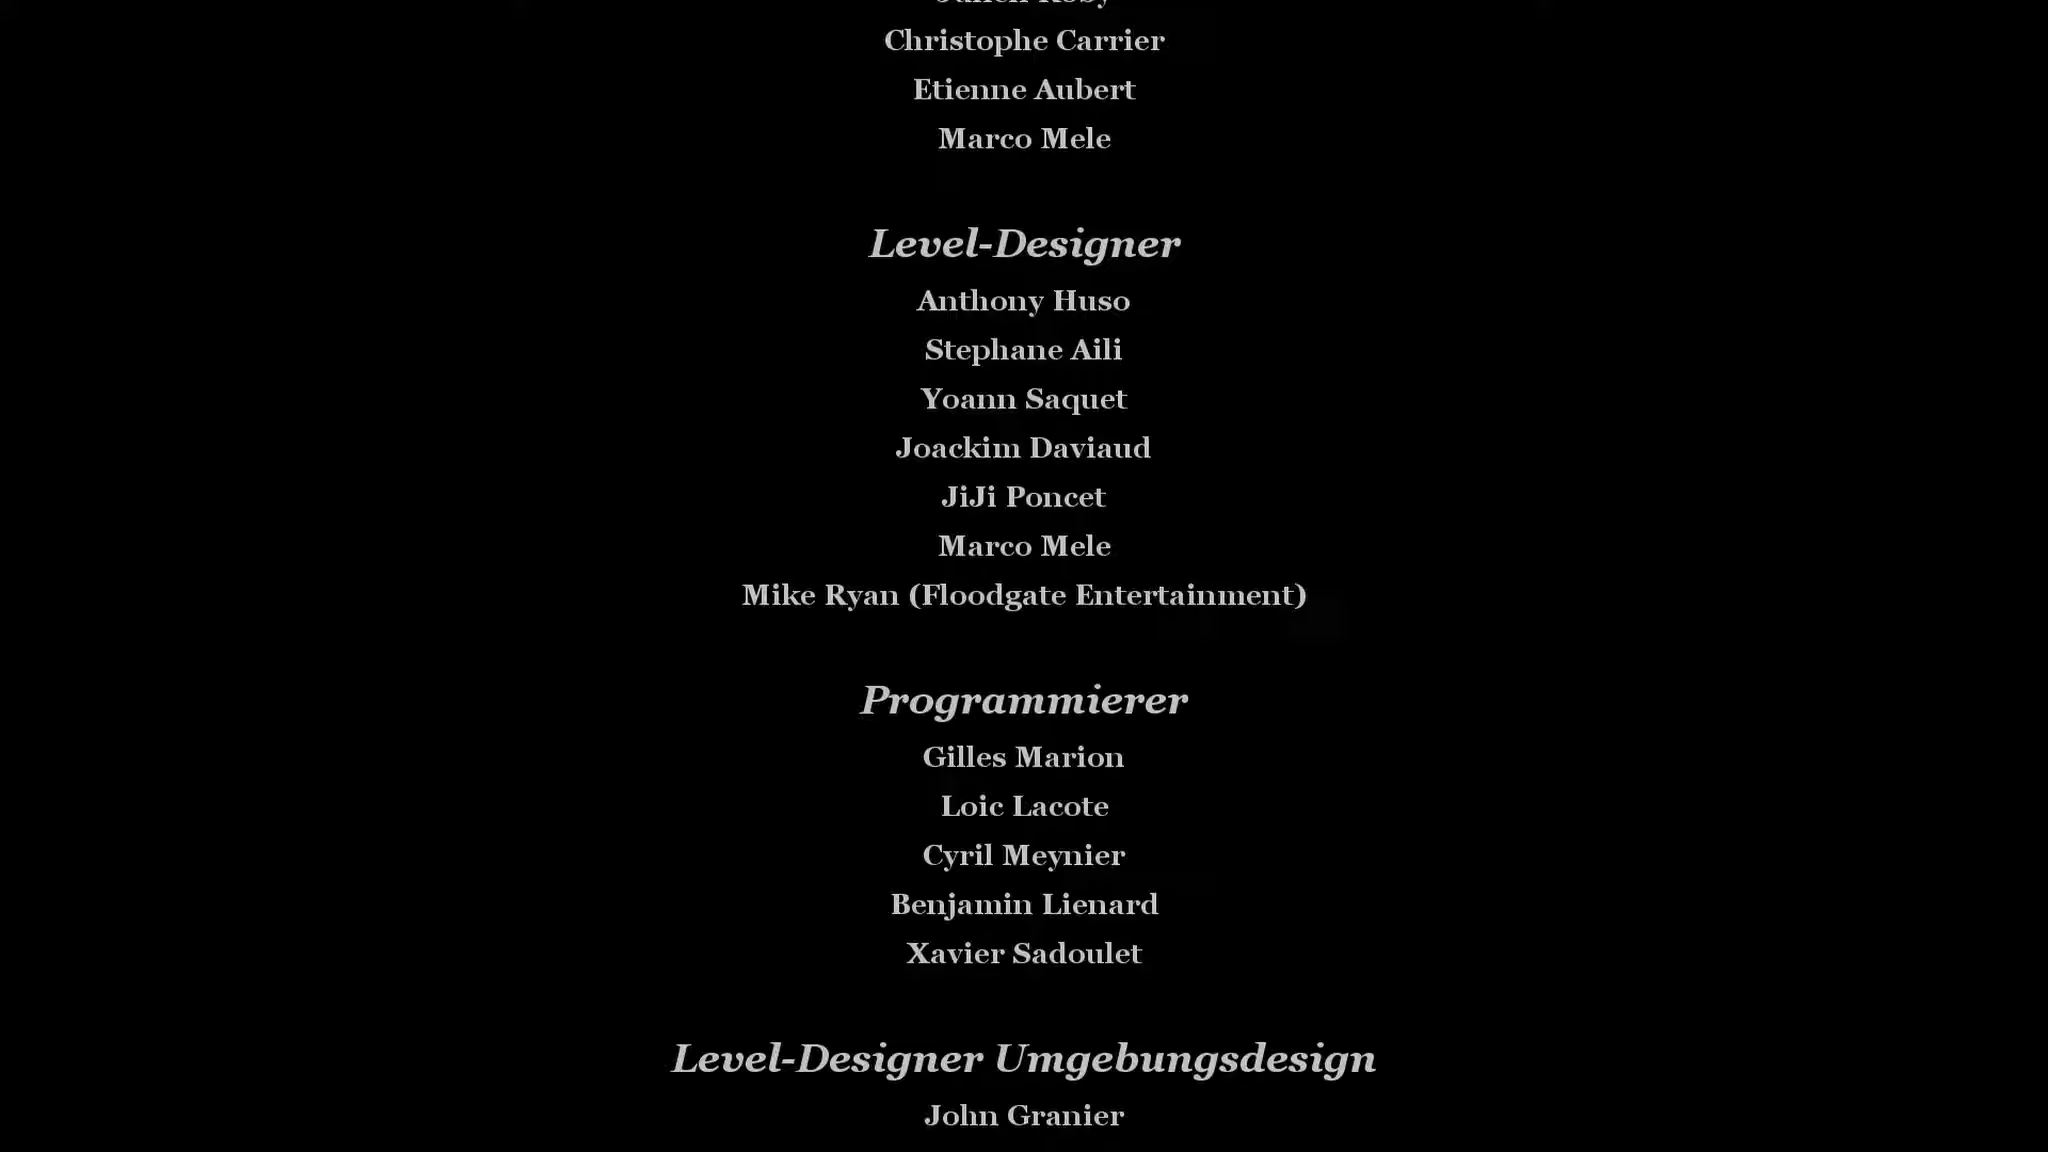 Christophe Carrier
Etienne Aubert
Marco Mele
Level-Designer
Anthony Huso
Stephane Aili
Yoann Saquet
Joackim Daviaud
JiJi Poncet
Marco Mele
Mike Ryan (Floodgate Entertainment)
Programmierer
Gilles Marion
Loic Lacote
Cyril Meynier
Benjamin Lienard
Xavier Sadoulet
Level-Designer Umgebungsdesign
John Granier